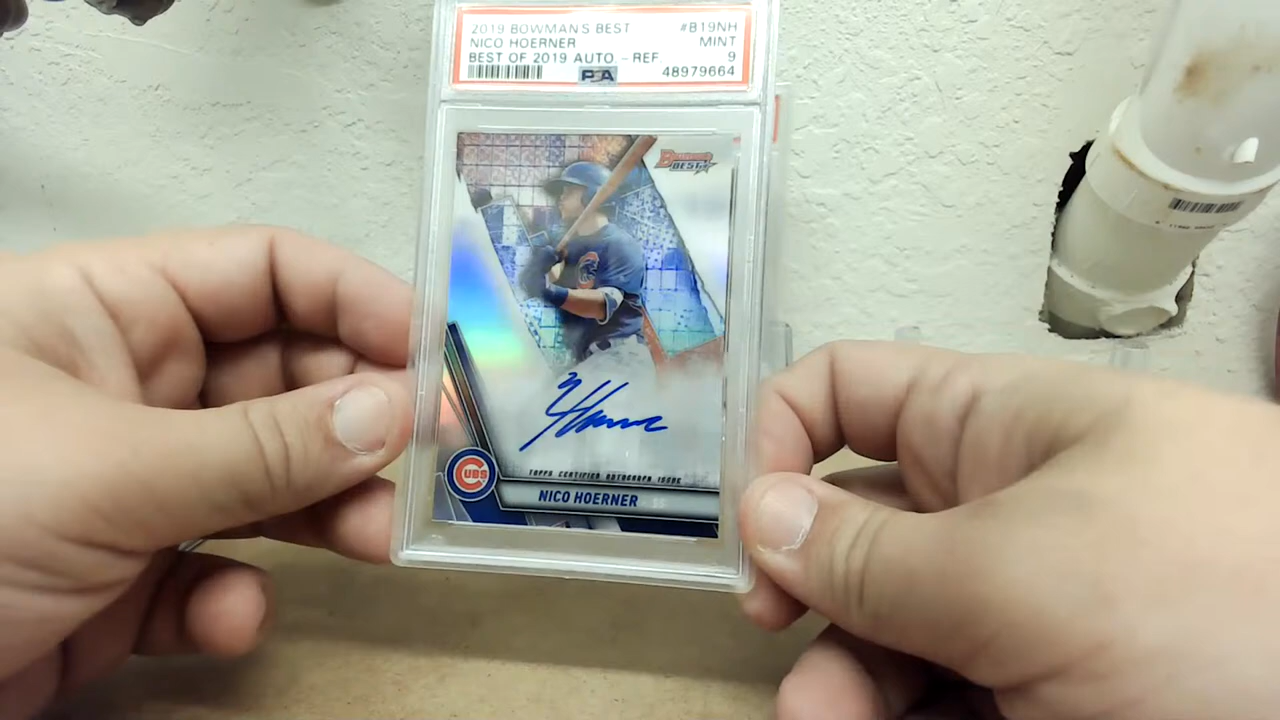 2019 BOWMAN'S BEST #B19NH
NICO HOERNER MINT
BEST OF 2019 AUTO.-REF. 9
PSA 48979664
BOWMAN'S
BEST
TOPPS CERTIFIED AUTOGRAPH ISSUE
CUBS
NICO HOERNER